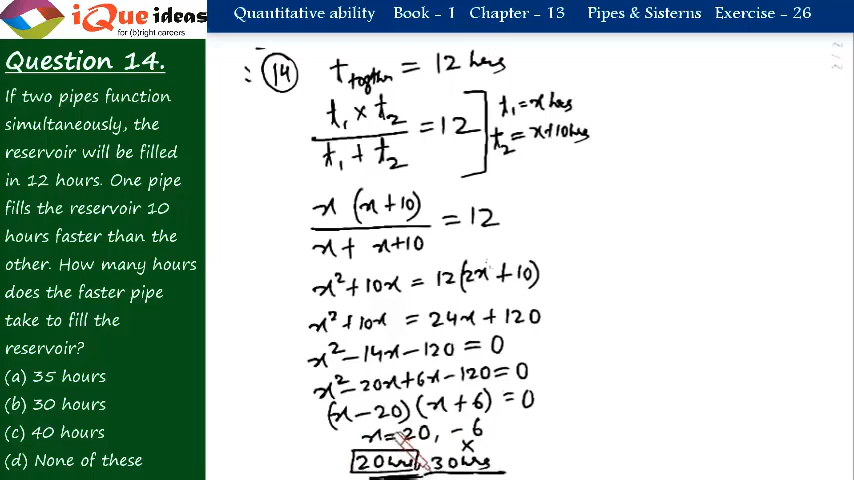 iQue ideas
for (b)right careers
Quantitative ability Book - 1 Chapter - 13 Pipes & Sisterns Exercise - 26
Question 14.
If two pipes function
simultaneously, the
reservoir will be filled
in 12 hours. One pipe
fills the reservoir 10
hours faster than the
other. How many hours
does the faster pipe
take to fill the
reservoir?
(a) 35 hours
(b) 30 hours
(c) 40 hours
(d) None of these
: 14 t together = 12 hrs
t₁ × t₂ / t₁ + t₂ = 12 ] t₁ = x hrs
t₂ = x+10 hrs
x (x+10) / x + x+10 = 12
x² + 10x = 12(2x + 10)
x² + 10x = 24x + 120
x² - 14x - 120 = 0
x² - 20x + 6x - 120 = 0
(x - 20) (x + 6) = 0
x = 20, - 6
x
20 hrs, 30 hrs